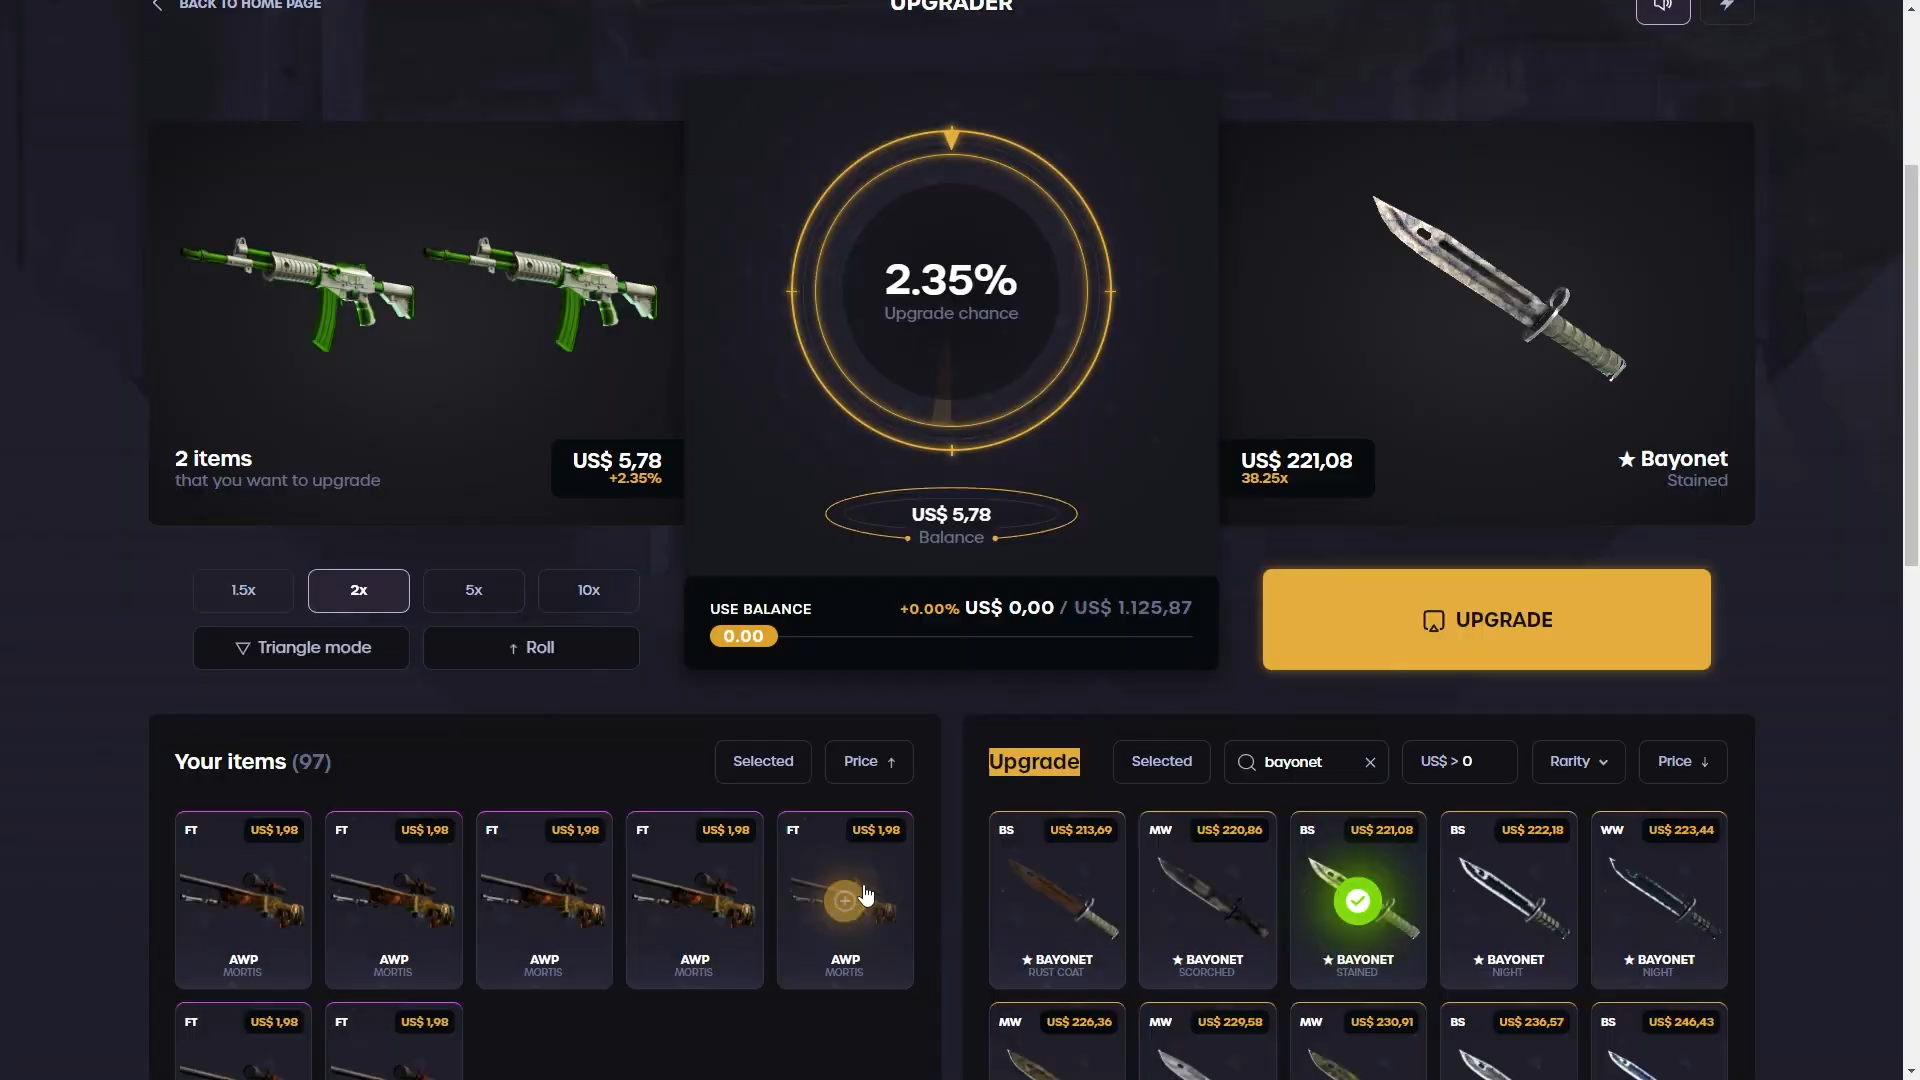 BACK TO HOME PAGE
UPGRADER
2.35%
Upgrade chance
2 items
that you want to upgrade
US$ 5,78
+2.35%
US$ 221,08
38.25x
★ Bayonet
Stained
US$ 5,78
Balance
1.5x
2x
5x
10x
Triangle mode
↑ Roll
USE BALANCE
+0.00% US$ 0,00 / US$ 1.125,87
0.00
UPGRADE
Your items (97)
Selected
Price ↑
FT US$ 1,98
AWP
MORTIS
FT US$ 1,98
AWP
MORTIS
FT US$ 1,98
AWP
MORTIS
FT US$ 1,98
AWP
MORTIS
FT US$ 1,98
AWP
MORTIS
FT US$ 1,98
FT US$ 1,98
Upgrade
Selected
bayonet
US$ > 0
Rarity
Price ↓
BS US$ 213,69
★ BAYONET
RUST COAT
MW US$ 220,86
★ BAYONET
SCORCHED
BS US$ 221,08
★ BAYONET
STAINED
BS US$ 222,18
★ BAYONET
NIGHT
WW US$ 223,44
★ BAYONET
NIGHT
MW US$ 226,36
MW US$ 229,58
MW US$ 230,91
BS US$ 236,57
BS US$ 246,43